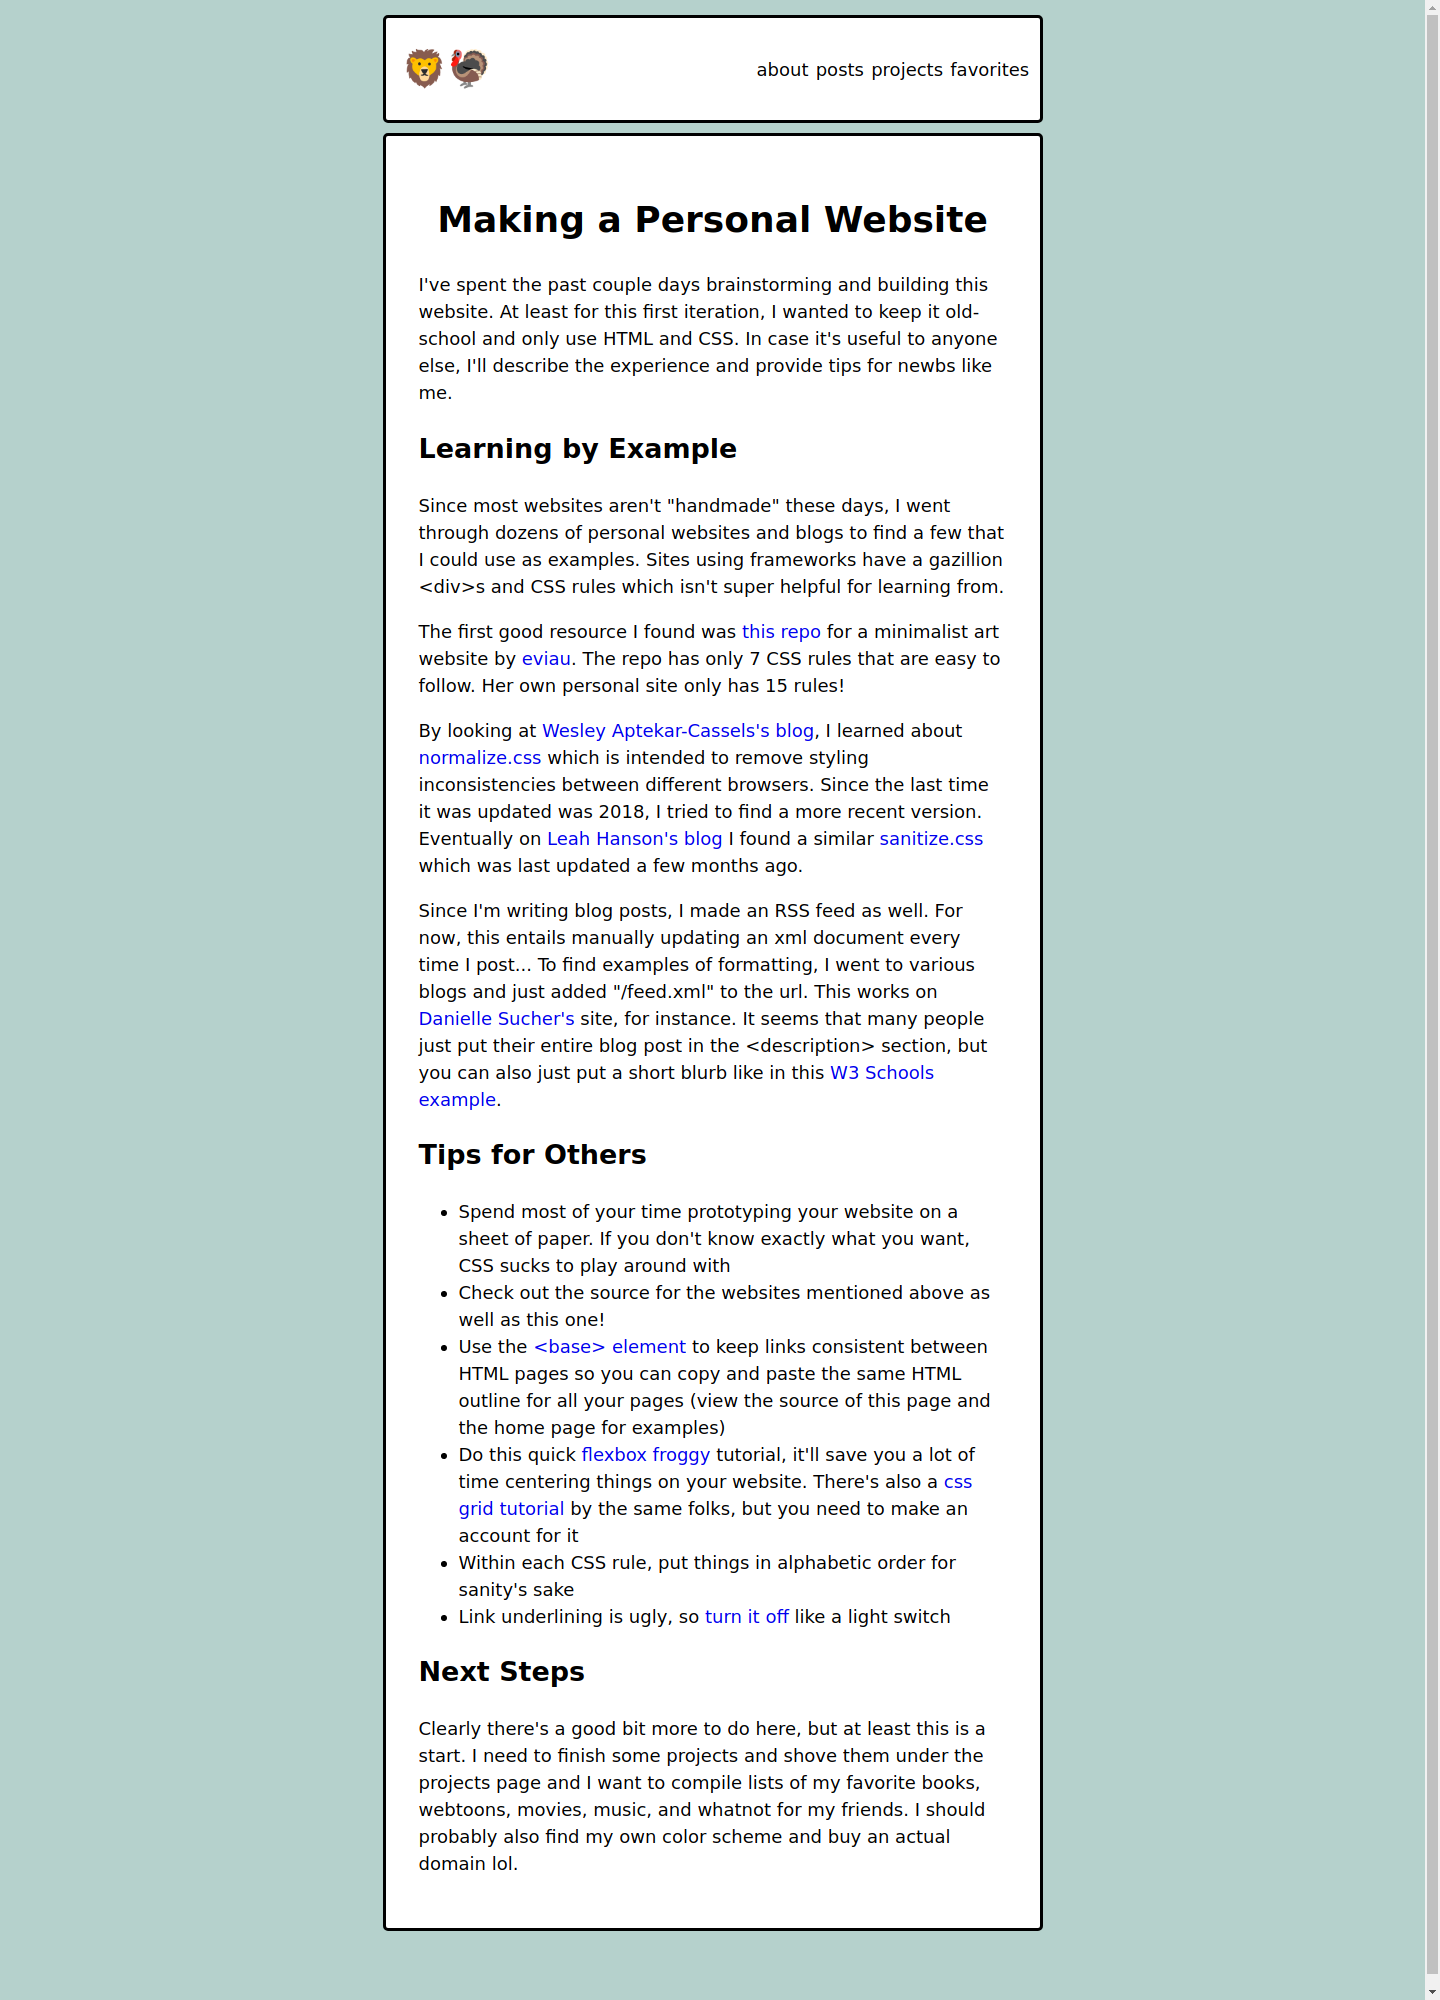 about posts projects favorites
Making a Personal Website
I've spent the past couple days brainstorming and building this
website. At least for this first iteration, I wanted to keep it old-
school and only use HTML and CSS. In case it's useful to anyone
else, I'll describe the experience and provide tips for newbs like
me.
Learning by Example
Since most websites aren't "handmade" these days, I went
through dozens of personal websites and blogs to find a few that
I could use as examples. Sites using frameworks have a gazillion
<div>s and CSS rules which isn't super helpful for learning from.
The first good resource I found was this repo for a minimalist art
website by eviau. The repo has only 7 CSS rules that are easy to
follow. Her own personal site only has 15 rules!
By looking at Wesley Aptekar-Cassels's blog, I learned about
normalize.css which is intended to remove styling
inconsistencies between different browsers. Since the last time
it was updated was 2018, I tried to find a more recent version.
Eventually on Leah Hanson's blog I found a similar sanitize.css
which was last updated a few months ago.
Since I'm writing blog posts, I made an RSS feed as well. For
now, this entails manually updating an xml document every
time I post... To find examples of formatting, I went to various
blogs and just added "/feed.xml" to the url. This works on
Danielle Sucher's site, for instance. It seems that many people
just put their entire blog post in the <description> section, but
you can also just put a short blurb like in this W3 Schools
example.
Tips for Others
• Spend most of your time prototyping your website on a
sheet of paper. If you don't know exactly what you want,
CSS sucks to play around with
• Check out the source for the websites mentioned above as
well as this one!
• Use the <base> element to keep links consistent between
HTML pages so you can copy and paste the same HTML
outline for all your pages (view the source of this page and
the home page for examples)
• Do this quick flexbox froggy tutorial, it'll save you a lot of
time centering things on your website. There's also a css
grid tutorial by the same folks, but you need to make an
account for it
• Within each CSS rule, put things in alphabetic order for
sanity's sake
• Link underlining is ugly, so turn it off like a light switch
Next Steps
Clearly there's a good bit more to do here, but at least this is a
start. I need to finish some projects and shove them under the
projects page and I want to compile lists of my favorite books,
webtoons, movies, music, and whatnot for my friends. I should
probably also find my own color scheme and buy an actual
domain lol.